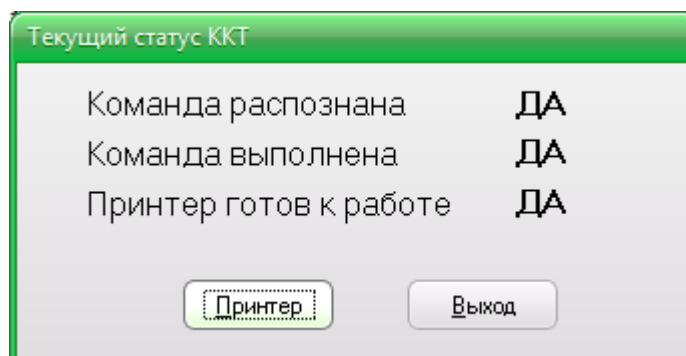 Текущий статус ККТ
Команда распознана ДА
Команда выполнена ДА
Принтер готов к работе ДА
Принтер Выход